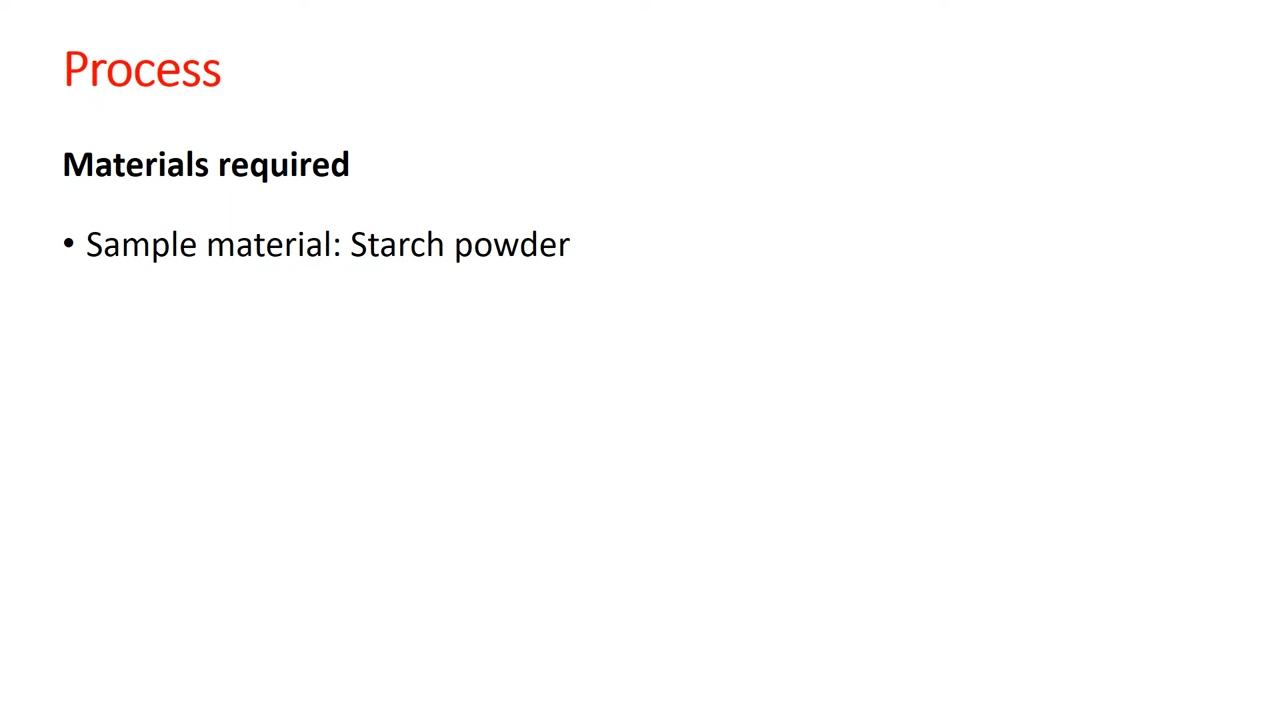 Process
Materials required
• Sample material: Starch powder